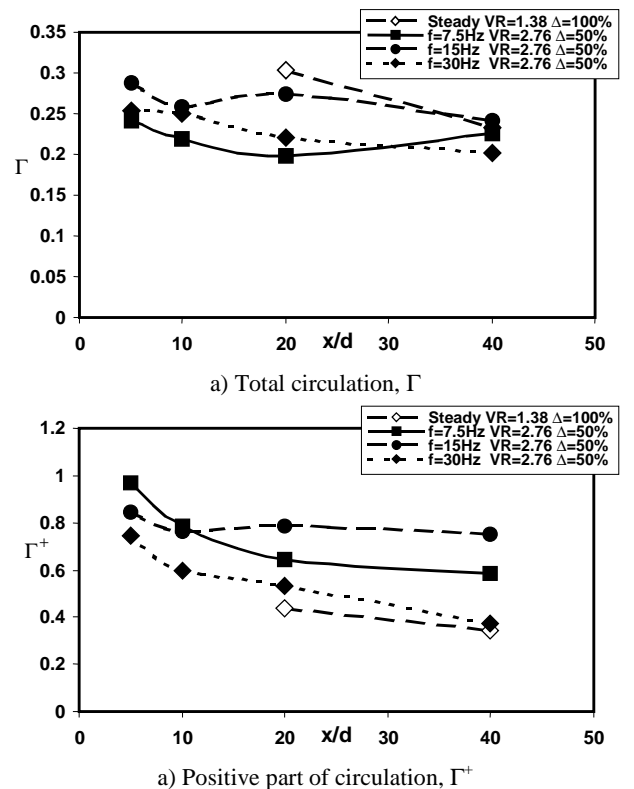 Steady VR=1.38 Δ=100%
f=7.5Hz VR=2.76 Δ=50%
f=15Hz VR=2.76 Δ=50%
f=30Hz VR=2.76 Δ=50%
0.35
0.3
0.25
0.2
0.15
0.1
0.05
0
Γ
0 10 20 30 40 50
x/d
a) Total circulation, Γ
Steady VR=1.38 Δ=100%
f=7.5Hz VR=2.76 Δ=50%
f=15Hz VR=2.76 Δ=50%
f=30Hz VR=2.76 Δ=50%
1.2
1
0.8
0.6
0.4
0.2
0
Γ⁺
0 10 20 30 40 50
x/d
a) Positive part of circulation, Γ⁺